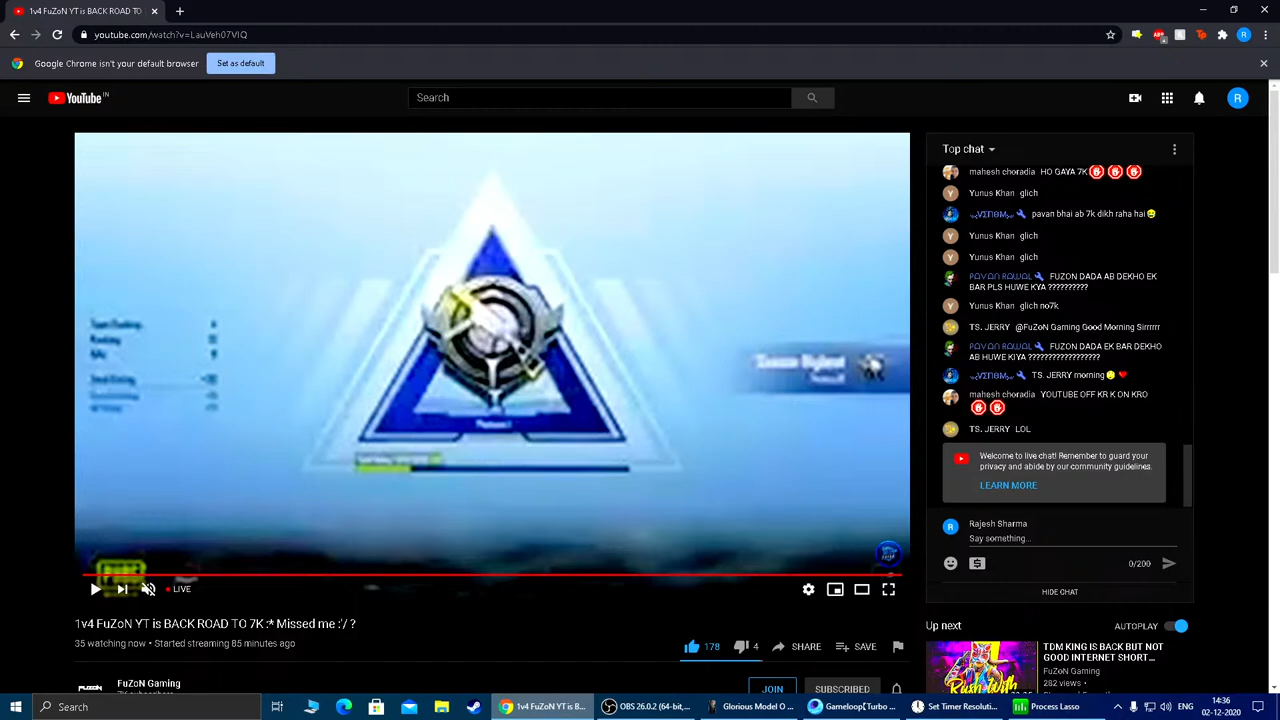 1v4 FuZoN YT is BACK ROAD TO
youtube.com/watch?v=LauVeh07VIQ
R
Google Chrome isn't your default browser
Set as default
YouTube IN
Search
R
Top chat
mahesh choradia HO GAYA 7K
Y Yunus Khan glich
pavan bhai ab 7k dikh raha hai
Y Yunus Khan glich
Y Yunus Khan glich
FUZON DADA AB DEKHO EK
BAR PLS HUWE KYA ??????????
Y Yunus Khan glich no7k
TS. JERRY @FuZoN Gaming Good Morning Sirrrrrr
FUZON DADA EK BAR DEKHO
AB HUWE KIYA ??????????????????
TS. JERRY morning
mahesh choradia YOUTUBE OFF KR K ON KRO
TS. JERRY LOL
Welcome to live chat! Remember to guard your
privacy and abide by our community guidelines.
LEARN MORE
R Rajesh Sharma
Say something...
0/200
HIDE CHAT
LIVE
1v4 FuZoN YT is BACK ROAD TO 7K :* Missed me :'/ ?
35 watching now • Started streaming 85 minutes ago
178
4
SHARE
SAVE
Up next
AUTOPLAY
TDM KING IS BACK BUT NOT
GOOD INTERNET SHORT...
FuZoN Gaming
282 views •
Rush With
FUZON
FuZoN Gaming
JOIN
SUBSCRIBED
Search
1v4 FuZoN YT is B...
OBS 26.0.2 (64-bit,...
Glorious Model O ...
Gameloop[Turbo ...
Set Timer Resoluti...
Process Lasso
ENG
14:36
02-12-2020